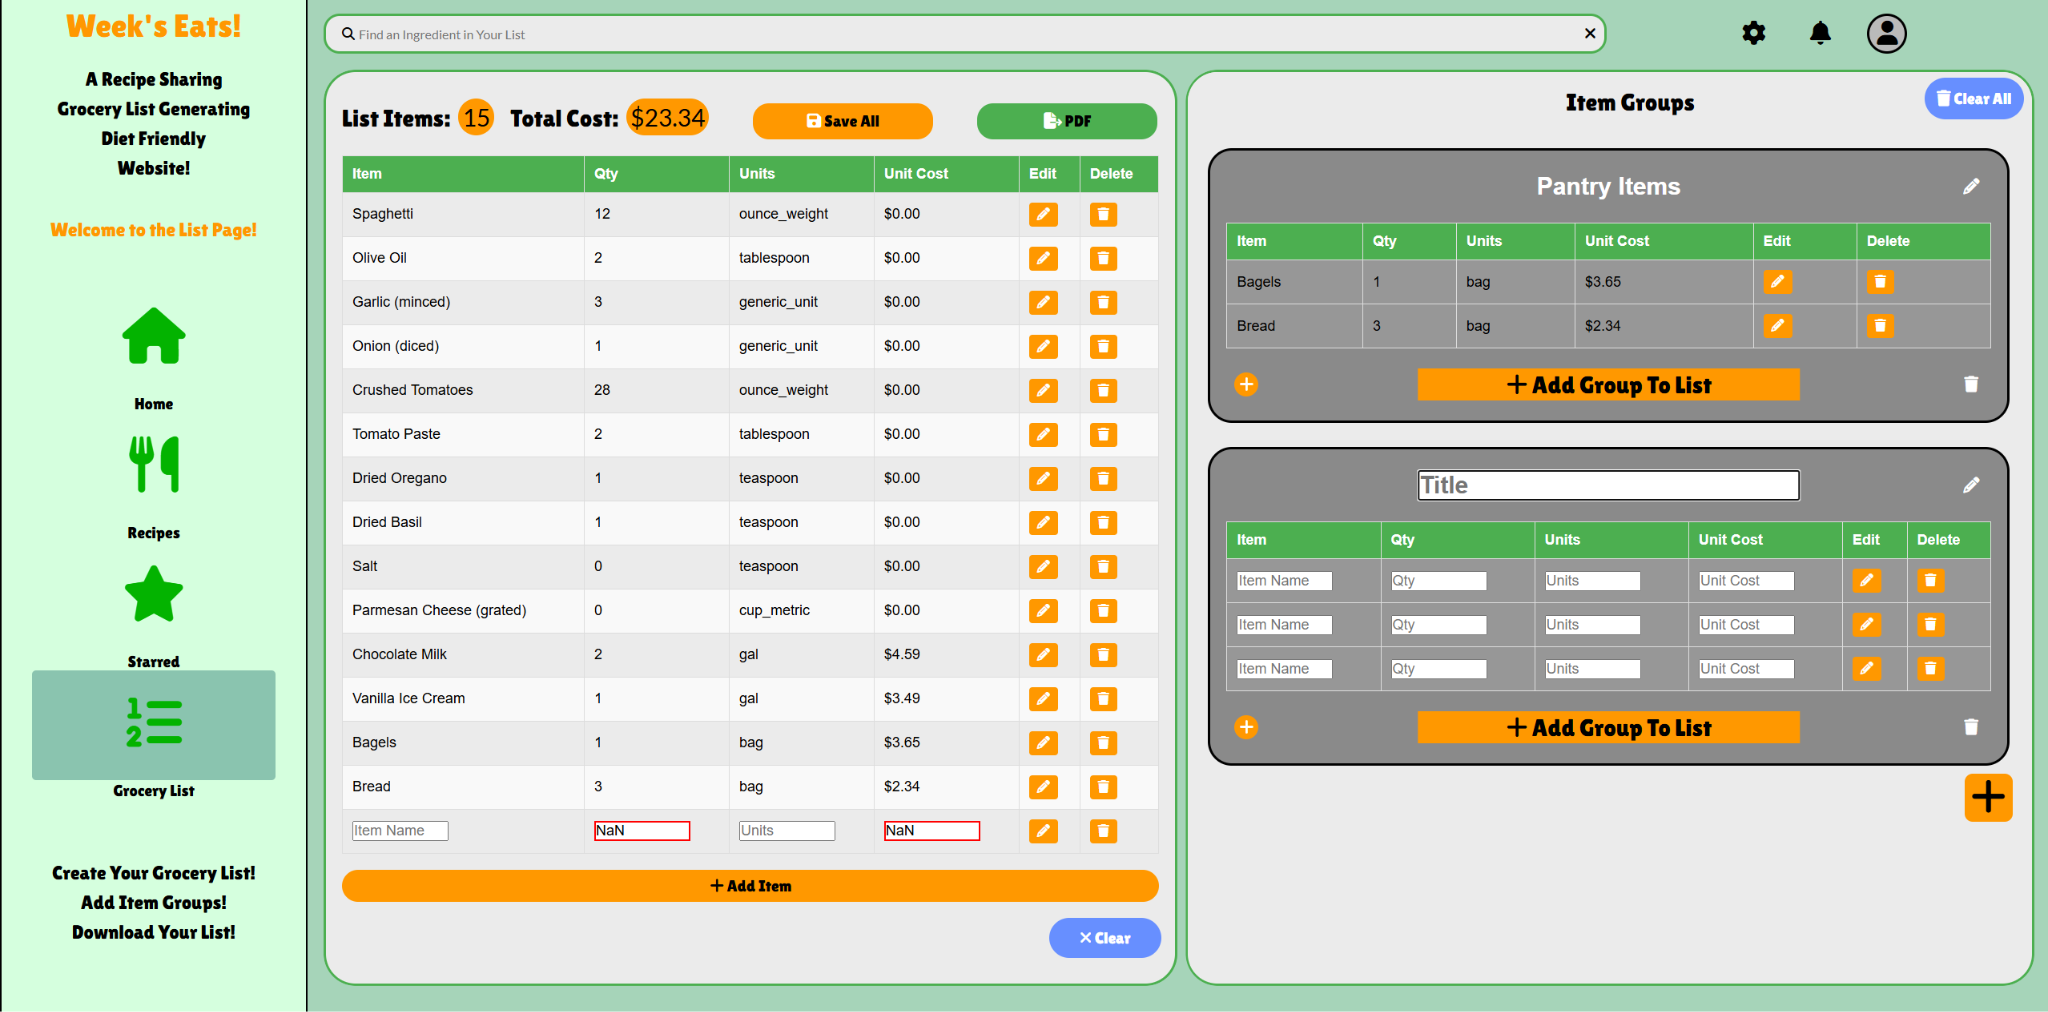 Week's Eats!
A Recipe Sharing
Grocery List Generating
Diet Friendly
Website!
Welcome to the List Page!
Home
Recipes
Starred
1
2
Grocery List
Create Your Grocery List!
Add Item Groups!
Download Your List!
Find an Ingredient in Your List
List Items: 15 Total Cost: $23.34 Save All PDF
Item Qty Units Unit Cost Edit Delete
Spaghetti 12 ounce_weight $0.00
Olive Oil 2 tablespoon $0.00
Garlic (minced) 3 generic_unit $0.00
Onion (diced) 1 generic_unit $0.00
Crushed Tomatoes 28 ounce_weight $0.00
Tomato Paste 2 tablespoon $0.00
Dried Oregano 1 teaspoon $0.00
Dried Basil 1 teaspoon $0.00
Salt 0 teaspoon $0.00
Parmesan Cheese (grated) 0 cup_metric $0.00
Chocolate Milk 2 gal $4.59
Vanilla Ice Cream 1 gal $3.49
Bagels 1 bag $3.65
Bread 3 bag $2.34
Item Name NaN Units NaN
Add Item
Clear
Item Groups
Clear All
Pantry Items
Item Qty Units Unit Cost Edit Delete
Bagels 1 bag $3.65
Bread 3 bag $2.34
Add Group To List
Title
Item Qty Units Unit Cost Edit Delete
Item Name Qty Units Unit Cost
Item Name Qty Units Unit Cost
Item Name Qty Units Unit Cost
Add Group To List